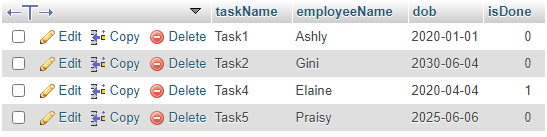 taskName employeeName dob isDone
Edit Copy Delete Task1 Ashly 2020-01-01 0
Edit Copy Delete Task2 Gini 2030-06-04 0
Edit Copy Delete Task4 Elaine 2020-04-04 1
Edit Copy Delete Task5 Praisy 2025-06-06 0